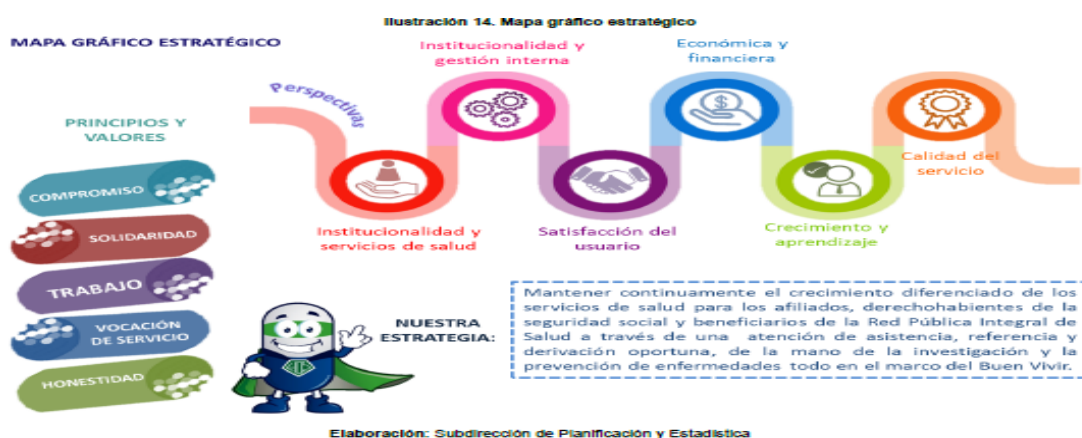 Ilustración 14. Mapa gráfico estratégico
MAPA GRÁFICO ESTRATÉGICO
Perspectivas
Institucionalidad y
gestión interna
Económica y
financiera
Calidad del
servicio
Institucionalidad y
servicios de salud
Satisfacción del
usuario
Crecimiento y
aprendizaje
PRINCIPIOS Y
VALORES
COMPROMISO
SOLIDARIDAD
TRABAJO
VOCACIÓN
DE SERVICIO
HONESTIDAD
NUESTRA
ESTRATEGIA:
Mantener continuamente el crecimiento diferenciado de los
servicios de salud para los afiliados, derechohabientes de la
seguridad social y beneficiarios de la Red Pública Integral de
Salud a través de una atención de asistencia, referencia y
derivación oportuna, de la mano de la investigación y la
prevención de enfermedades todo en el marco del Buen Vivir.
Elaboración: Subdirección de Planificación y Estadística